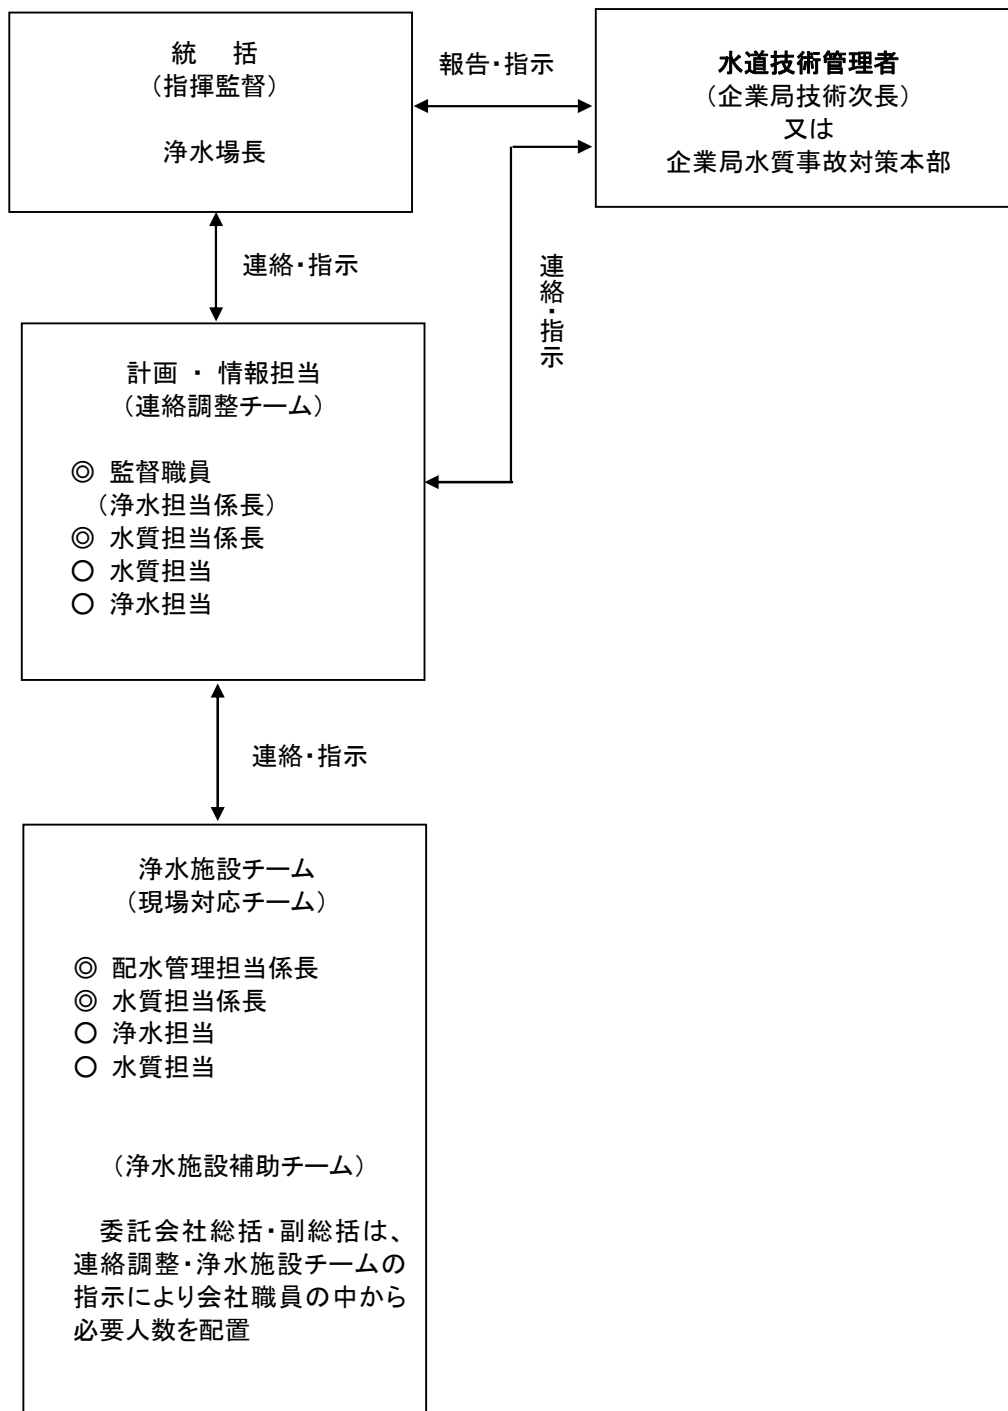 統 括
（指揮監督）
浄水場長
報告・指示
水道技術管理者
（企業局技術次長）
又は
企業局水質事故対策本部
連絡・指示
連絡・指示
計画 ・ 情報担当
（連絡調整チーム）
◎ 監督職員
（浄水担当係長）
◎ 水質担当係長
○ 水質担当
○ 浄水担当
連絡・指示
浄水施設チーム
（現場対応チーム）
◎ 配水管理担当係長
◎ 水質担当係長
○ 浄水担当
○ 水質担当
（浄水施設補助チーム）
委託会社総括・副総括は、
連絡調整・浄水施設チームの
指示により会社職員の中から
必要人数を配置